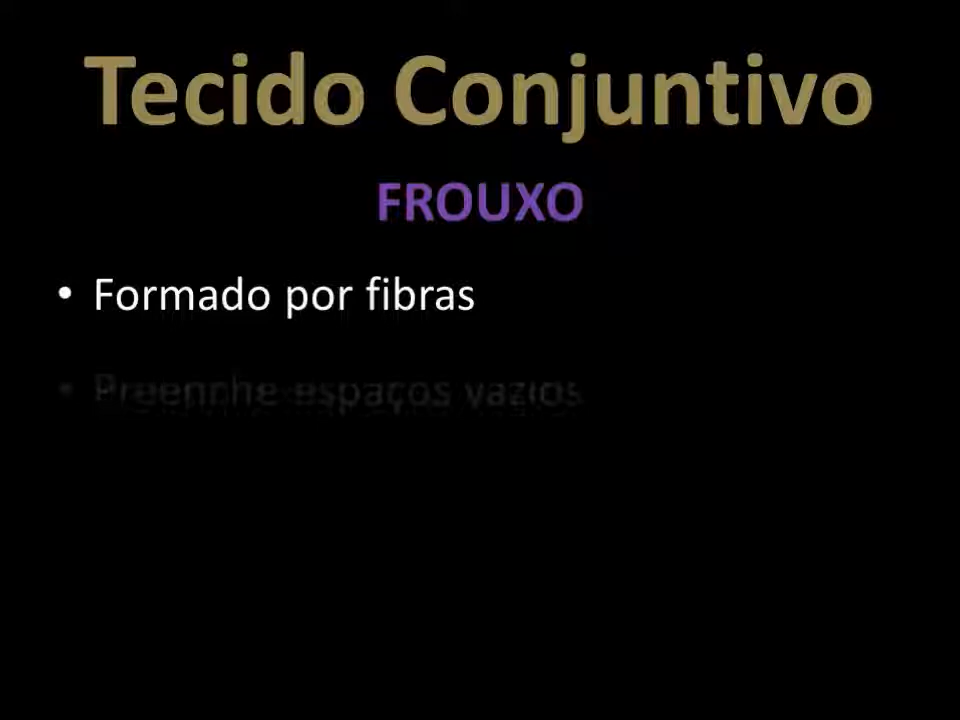 Tecido Conjuntivo
FROUXO
• Formado por fibras
• Preenche espaços vazios